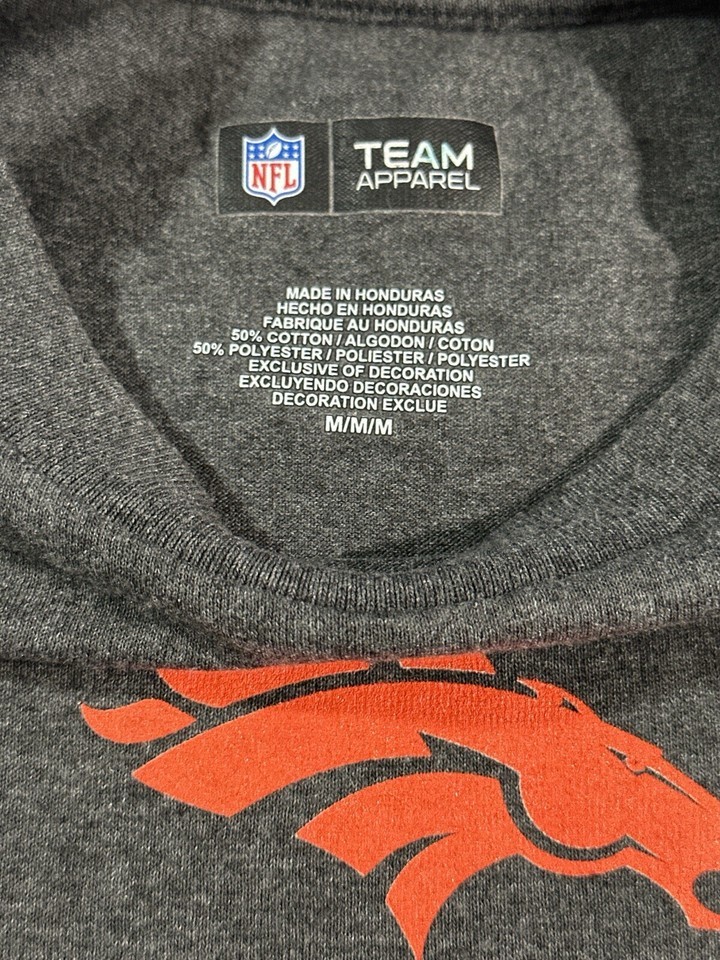 NFL
TEAM
APPAREL
MADE IN HONDURAS
HECHO EN HONDURAS
FABRIQUE AU HONDURAS
50% COTTON / ALGODON / COTON
50% POLYESTER / POLIESTER / POLYESTER
EXCLUSIVE OF DECORATION
EXCLUYENDO DECORACIONES
DECORATION EXCLUE
M/M/M